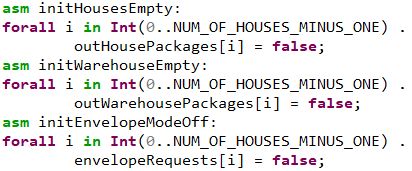 asm initHousesEmpty:
forall i in Int(0..NUM_OF_HOUSES_MINUS_ONE) .
outHousePackages[i] = false;
asm initWarehouseEmpty:
forall i in Int(0..NUM_OF_HOUSES_MINUS_ONE) .
outWarehousePackages[i] = false;
asm initEnvelopeModeOff:
forall i in Int(0..NUM_OF_HOUSES_MINUS_ONE) .
envelopeRequests[i] = false;